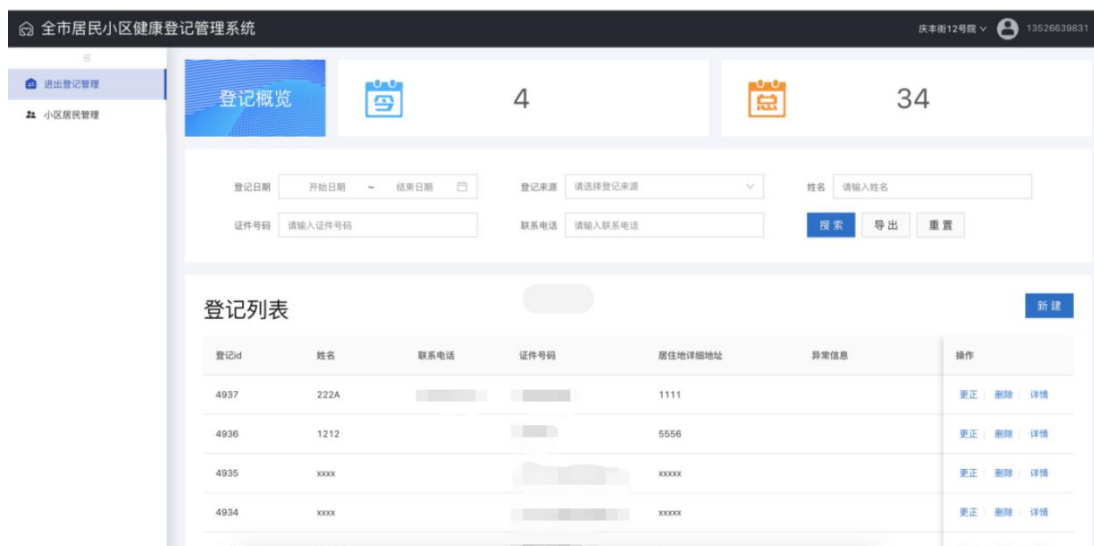 全市居民小区健康登记管理系统
庆丰街12号院 13526639831
进出登记管理
小区居民管理
登记概览 今 4 总 34
登记日期 开始日期 ~ 结束日期 登记来源 请选择登记来源 姓名 请输入姓名
证件号码 请输入证件号码 联系电话 请输入联系电话 搜索 导出 重置
登记列表 新建
登记id 姓名 联系电话 证件号码 居住地详细地址 异常信息 操作
4937 222A 1111 更正 删除 详情
4936 1212 5556 更正 删除 详情
4935 xxxx xxxxx 更正 删除 详情
4934 xxxx xxxxx 更正 删除 详情